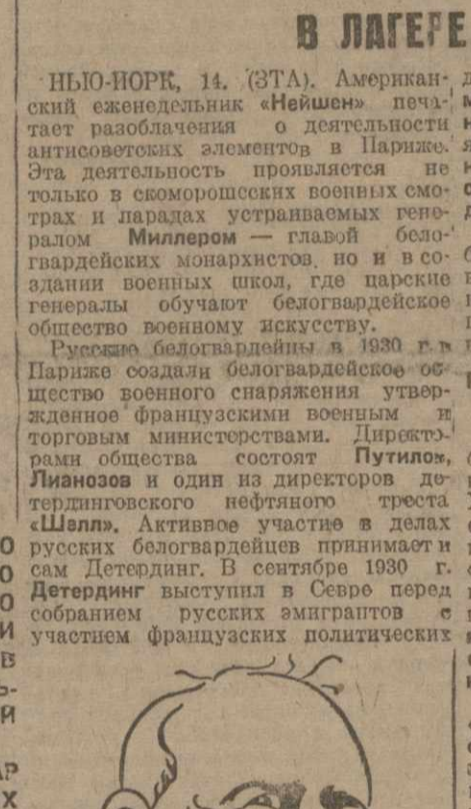 В ЛАГЕРЕ
НЬЮ-ЙОРК, 14. (ЗТА). Американ-
ский еженедельник «Нейшен» печа-
тает разоблачения о деятельности
антисоветских элементов в Париже.
Эта деятельность проявляется не
только в скоморошеских военных смо-
трах и парадах устраиваемых гене-
ралом Миллером — главой бело-
гвардейских монархистов, но и в со-
здании военных школ, где царские
генералы обучают белогвардейское
общество военному искусству.
Русские белогвардейцы в 1930 г. в
Париже создали белогвардейское об-
щество военного снаряжения утвер-
жденное французскими военным и
торговым министерствами. Директо-
рами общества состоят Путилов,
Лианозов и один из директоров де-
тердинговского нефтяного треста
«Шелл». Активное участие в делах
русских белогвардейцев принимает и
сам Детердинг. В сентябре 1930 г.
Детердинг выступил в Севре перед
собранием русских эмигрантов с
участием французских политических